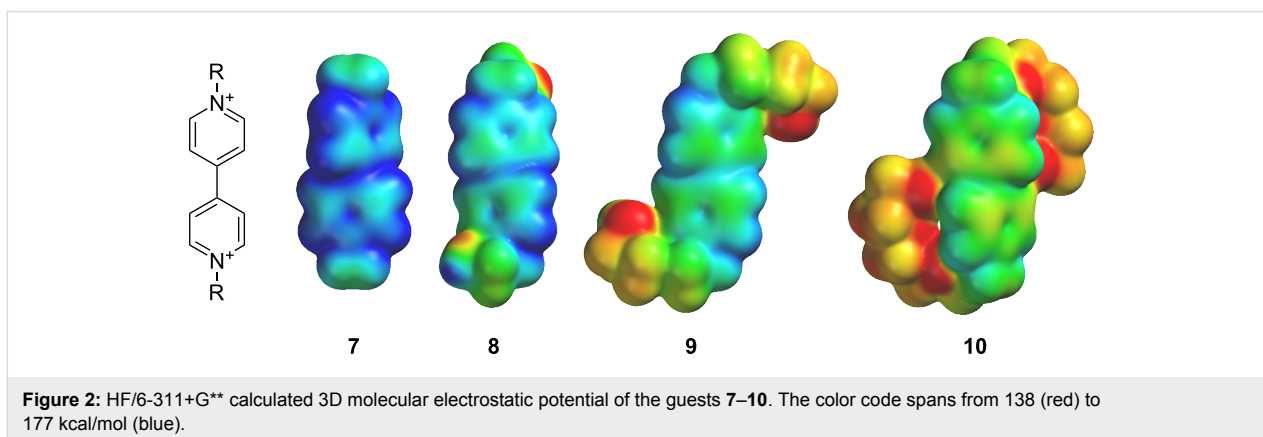 R
N+
N+
R
7 8 9 10
Figure 2: HF/6-311+G** calculated 3D molecular electrostatic potential of the guests 7–10. The color code spans from 138 (red) to
177 kcal/mol (blue).